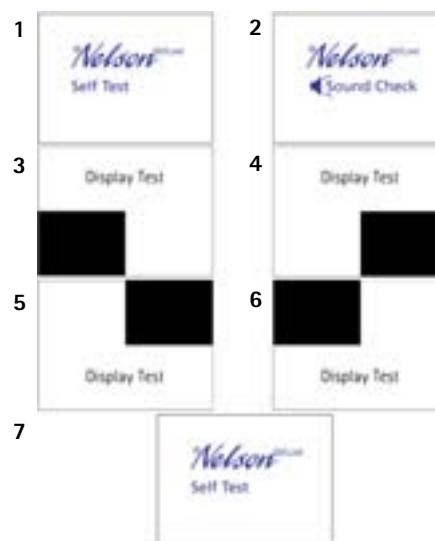 1
Nelson
Self Test
2
Nelson
Sound Check
3
Display Test
4
Display Test
5
Display Test
6
Display Test
7
Nelson
Self Test